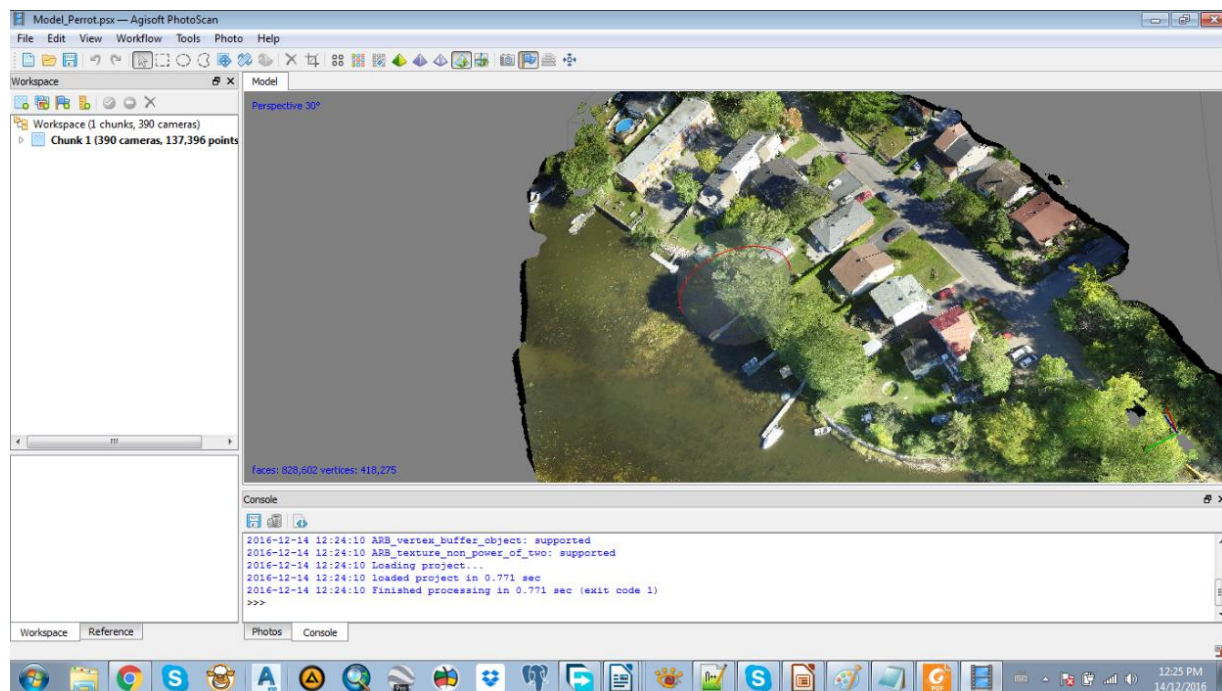 Model_Perrot.psx — Agisoft PhotoScan
File Edit View Workflow Tools Photo Help
Workspace
Model
Perspective 30°
Workspace (1 chunks, 390 cameras)
Chunk 1 (390 cameras, 137,396 points
faces: 828,602 vertices: 418,275
Console
2016-12-14 12:24:10 ARB_vertex_buffer_object: supported
2016-12-14 12:24:10 ARB_texture_non_power_of_two: supported
2016-12-14 12:24:10 Loading project...
2016-12-14 12:24:10 loaded project in 0.771 sec
2016-12-14 12:24:10 Finished processing in 0.771 sec (exit code 1)
>>>
Workspace Reference
Photos Console
12:25 PM
14/12/2016